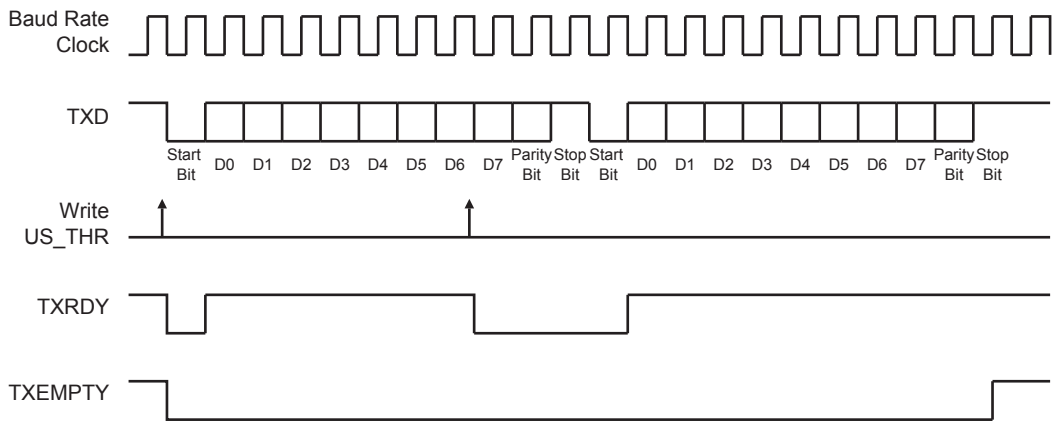 Baud Rate
Clock
TXD
Start
Bit
D0 D1 D2 D3 D4 D5 D6 D7
Parity
Bit
Stop
Bit
Start
Bit
D0 D1 D2 D3 D4 D5 D6 D7
Parity
Bit
Stop
Bit
Write
US_THR
TXRDY
TXEMPTY